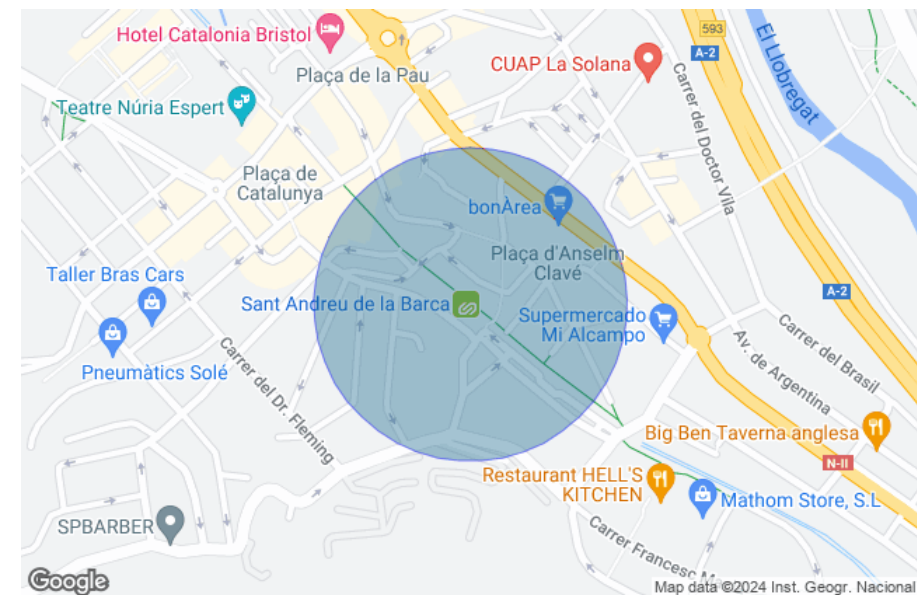 Hotel Catalonia Bristol
593
A-2
El Llobregat
Plaça de la Pau
CUAP La Solana
Teatre Núria Espert
Carrer del Doctor Vila
Plaça de
Catalunya
bonÀrea
Plaça d'Anselm
Clavé
Taller Bras Cars
A-2
Sant Andreu de la Barca
Supermercado
Mi Alcampo
Carrer del Brasil
Av. de Argentina
Pneumàtics Solé
Carrer del Dr. Fleming
Big Ben Taverna anglesa
N-II
Restaurant HELL'S
KITCHEN
Mathom Store, S.L
SPBARBER
Carrer Francesc
Google
Map data ©2024 Inst. Geogr. Nacional